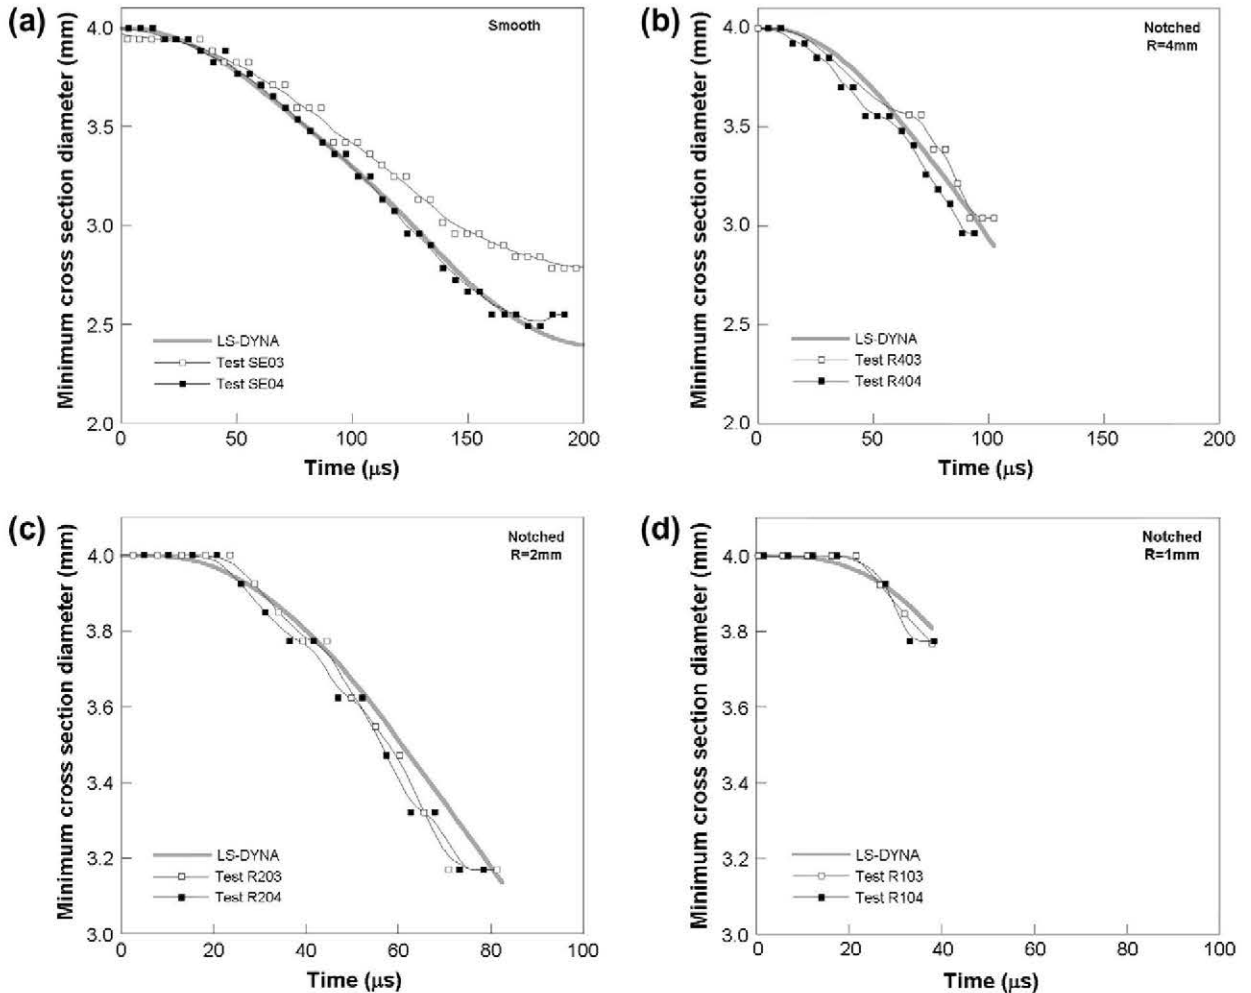 (a)
Smooth
Minimum cross section diameter (mm)
4.0
3.5
3.0
2.5
2.0
LS-DYNA
Test SE03
Test SE04
0 50 100 150 200
Time (μs)
(b)
Notched
R=4mm
Minimum cross section diameter (mm)
4.0
3.5
3.0
2.5
2.0
LS-DYNA
Test R403
Test R404
0 50 100 150 200
Time (μs)
(c)
Notched
R=2mm
Minimum cross section diameter (mm)
4.0
3.8
3.6
3.4
3.2
3.0
LS-DYNA
Test R203
Test R204
0 20 40 60 80 100
Time (μs)
(d)
Notched
R=1mm
Minimum cross section diameter (mm)
4.0
3.8
3.6
3.4
3.2
3.0
LS-DYNA
Test R103
Test R104
0 20 40 60 80 100
Time (μs)